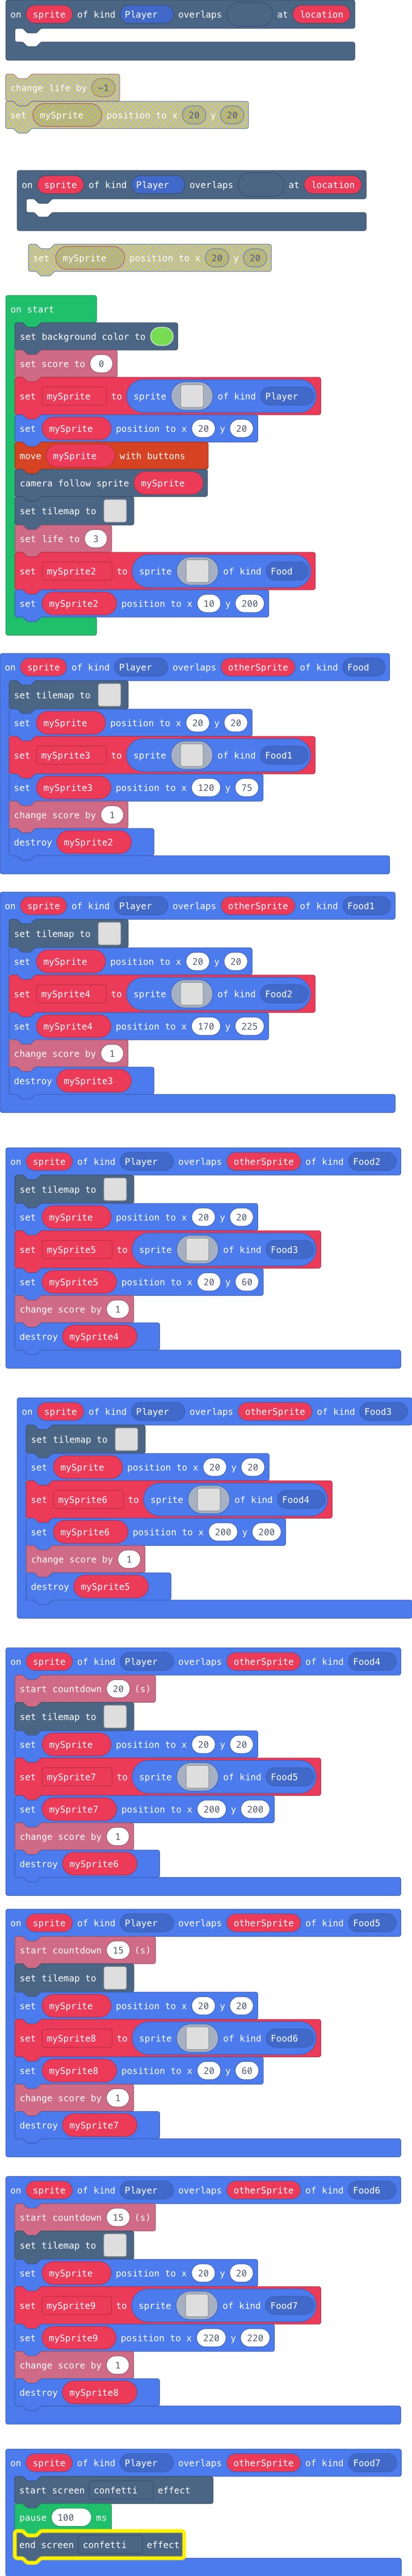 on sprite of kind Player overlaps at location
change life by -1
set mySprite position to x 20 y 20
on sprite of kind Player overlaps at location
set mySprite position to x 20 y 20
on start
set background color to
set score to 0
set mySprite to sprite of kind Player
set mySprite position to x 20 y 20
move mySprite with buttons
camera follow sprite mySprite
set tilemap to
set life to 3
set mySprite2 to sprite of kind Food
set mySprite2 position to x 10 y 200
on sprite of kind Player overlaps otherSprite of kind Food
set tilemap to
set mySprite position to x 20 y 20
set mySprite3 to sprite of kind Food1
set mySprite3 position to x 120 y 75
change score by 1
destroy mySprite2
on sprite of kind Player overlaps otherSprite of kind Food1
set tilemap to
set mySprite position to x 20 y 20
set mySprite4 to sprite of kind Food2
set mySprite4 position to x 170 y 225
change score by 1
destroy mySprite3
on sprite of kind Player overlaps otherSprite of kind Food2
set tilemap to
set mySprite position to x 20 y 20
set mySprite5 to sprite of kind Food3
set mySprite5 position to x 20 y 60
change score by 1
destroy mySprite4
on sprite of kind Player overlaps otherSprite of kind Food3
set tilemap to
set mySprite position to x 20 y 20
set mySprite6 to sprite of kind Food4
set mySprite6 position to x 200 y 200
change score by 1
destroy mySprite5
on sprite of kind Player overlaps otherSprite of kind Food4
start countdown 20 (s)
set tilemap to
set mySprite position to x 20 y 20
set mySprite7 to sprite of kind Food5
set mySprite7 position to x 200 y 200
change score by 1
destroy mySprite6
on sprite of kind Player overlaps otherSprite of kind Food5
start countdown 15 (s)
set tilemap to
set mySprite position to x 20 y 20
set mySprite8 to sprite of kind Food6
set mySprite8 position to x 20 y 60
change score by 1
destroy mySprite7
on sprite of kind Player overlaps otherSprite of kind Food6
start countdown 15 (s)
set tilemap to
set mySprite position to x 20 y 20
set mySprite9 to sprite of kind Food7
set mySprite9 position to x 220 y 220
change score by 1
destroy mySprite8
on sprite of kind Player overlaps otherSprite of kind Food7
start screen confetti effect
pause 100 ms
end screen confetti effect